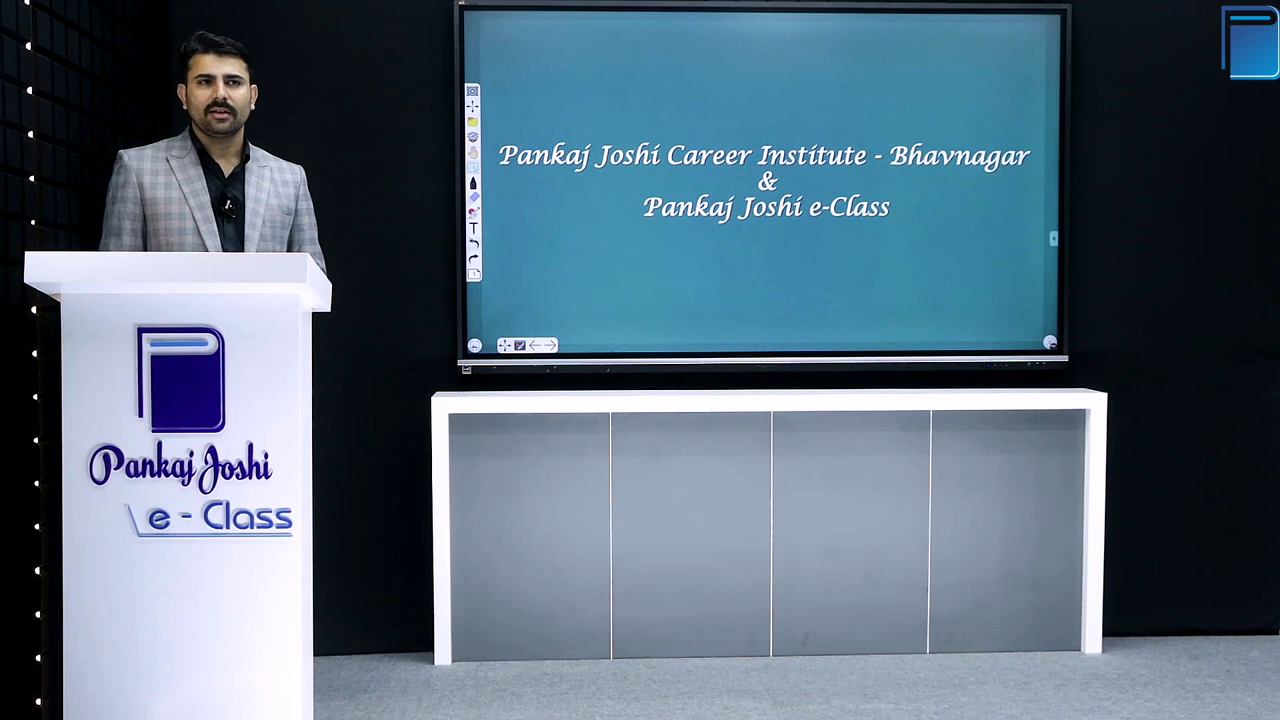 Pankaj Joshi Career Institute - Bhavnagar
&
Pankaj Joshi e-Class
Pankaj Joshi
e - Class